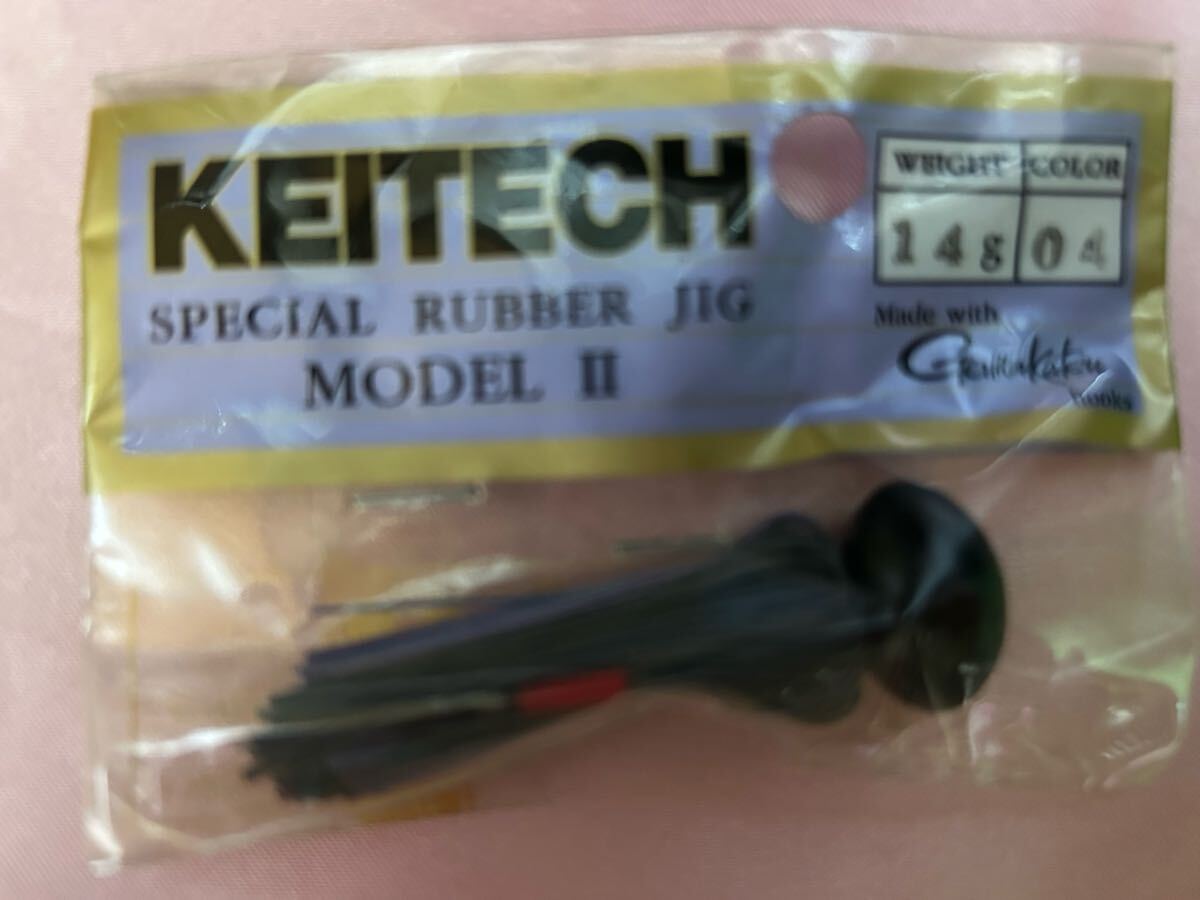 KEITECH
SPECIAL RUBBER JIG
MODEL II
WEIGHT COLOR
14g 04
Made with
Gamakatsu
hooks